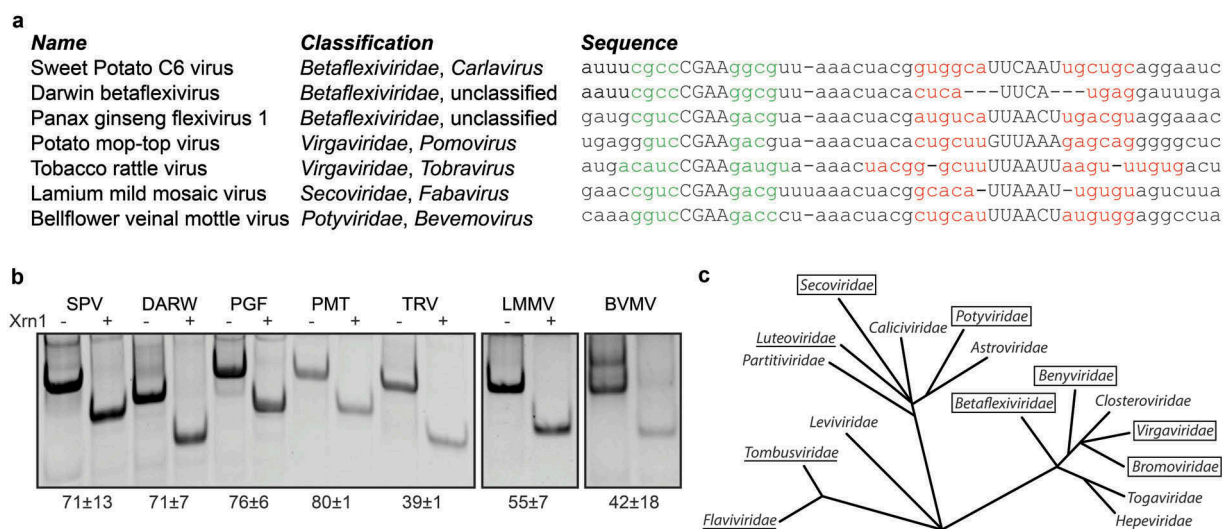 a
Name Classification Sequence
Sweet Potato C6 virus Betaflexiviridae, Carlavirus auuucgccCGAAggcguu-aaacuacgguggcaUUCAAUugcugcaggaauc
Darwin betaflexivirus Betaflexiviridae, unclassified aauucgccCGAAggcguu-aaacuacacuca---UUCA---ugaggauuuga
Panax ginseng flexivirus 1 Betaflexiviridae, unclassified gaugcgucCGAAgacgua-aaacuacgaugucaUUAACUugacguaggaaac
Potato mop-top virus Virgaviridae, Pomovirus ugagggucCGAAgacgua-aaacuacgugcuuGUUAAAgagcaggggggcuc
Tobacco rattle virus Virgaviridae, Tobravirus augacaucCGAAgaugua-aaacuacgg-gcuuUUAAUUaagu-uugugacu
Lamium mild mosaic virus Secoviridae, Fabavirus gaaccgucCGAAgacguuuaaacuacggcaca-UUAAAU-ugugugucuua
Bellflower veinal mottle virus Potyviridae, Bevemovirus caaaggucCGAAgacccu-aaacuacgcugcauUUAACUauguggaggccua
b
SPV DARW PGF PMT TRV LMMV BVMV
Xrn1 - + - + - + - + - + - + - +
71±13 71±7 76±6 80±1 39±1 55±7 42±18
c
Secoviridae
Potyviridae
Luteoviridae
Caliciviridae
Partitiviridae
Astroviridae
Benyviridae
Betaflexiviridae
Closteroviridae
Leviviridae
Virgaviridae
Tombusviridae
Bromoviridae
Togaviridae
Flaviviridae
Hepeviridae